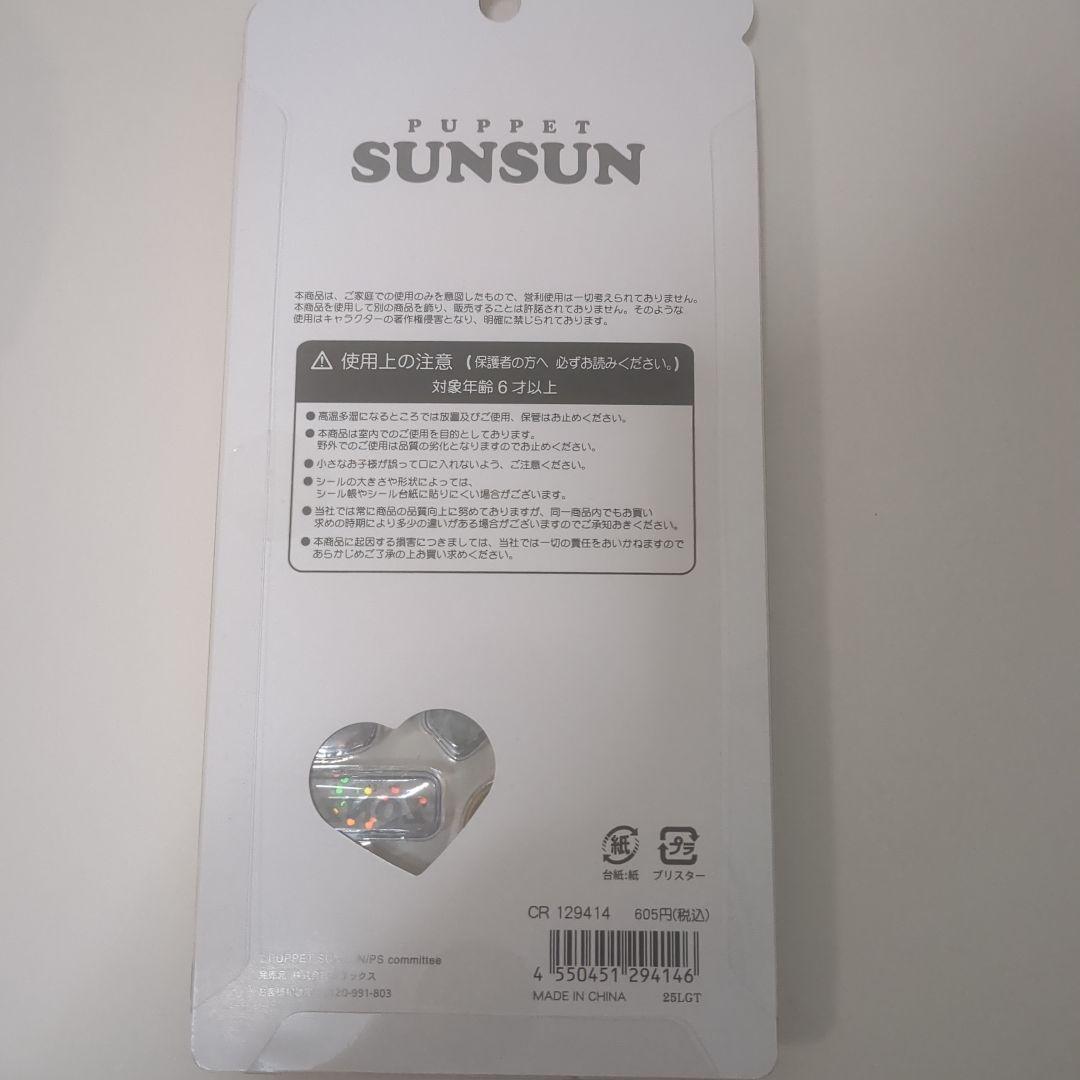 PUPPET
SUNSUN
本商品は、ご家庭での使用のみを意図したもので、営利使用は一切考えられておりません。
本商品を使用して別の商品を飾り、販売することは許諾されておりません。そのような
使用はキャラクターの著作権侵害となり、明確に禁じられております。
使用上の注意 (保護者の方へ 必ずお読みください。)
対象年齢6才以上
●高温多湿になるところでは放置及びご使用、保管はお止めください。
●本商品は室内でのご使用を目的としております。
野外でのご使用は品質の劣化となりますのでお止めください。
●小さなお子様が誤って口に入れないよう、ご注意ください。
●シールの大きさや形状によっては、
シール帳やシール台紙に貼りにくい場合がございます。
●当社では常に商品の品質向上に努めておりますが、同一商品内でもお買い
求めの時期により多少の違いがある場合がございますのでご承知おきください。
●本商品に起因する損害につきましては、当社では一切の責任をおいかねますので
あらかじめご了承の上お買い求めください。
紙 プラ
台紙:紙 ブリスター
CR 129414 605円(税込)
4 550451 294146
MADE IN CHINA 25LGT
PUPPET /PS committee
発売元 株式会社 ックス
20-991-803